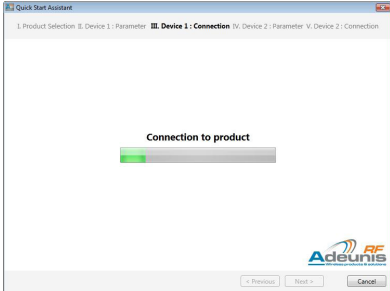 Quick Start Assistant
I. Product Selection II. Device 1 : Parameter III. Device 1 : Connection IV. Device 2 : Parameter V. Device 2 : Connection
Connection to product
Adeunis RF
Wireless products & solutions
< Previous Next > Cancel